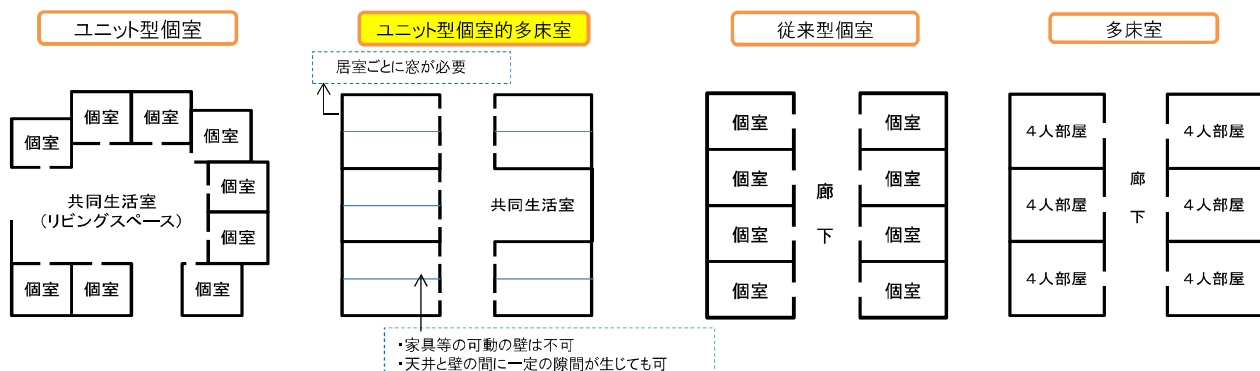 ユニット型個室
ユニット型個室的多床室
従来型個室
多床室
居室ごとに窓が必要
個室
個室
個室
個室
個室
個室
個室
個室
個室
共同生活室
(リビングスペース)
共同生活室
・家具等の可動の壁は不可
・天井と壁の間に一定の隙間が生じても可
個室
個室
個室
個室
個室
個室
個室
個室
廊
下
4人部屋
4人部屋
4人部屋
4人部屋
4人部屋
4人部屋
廊
下